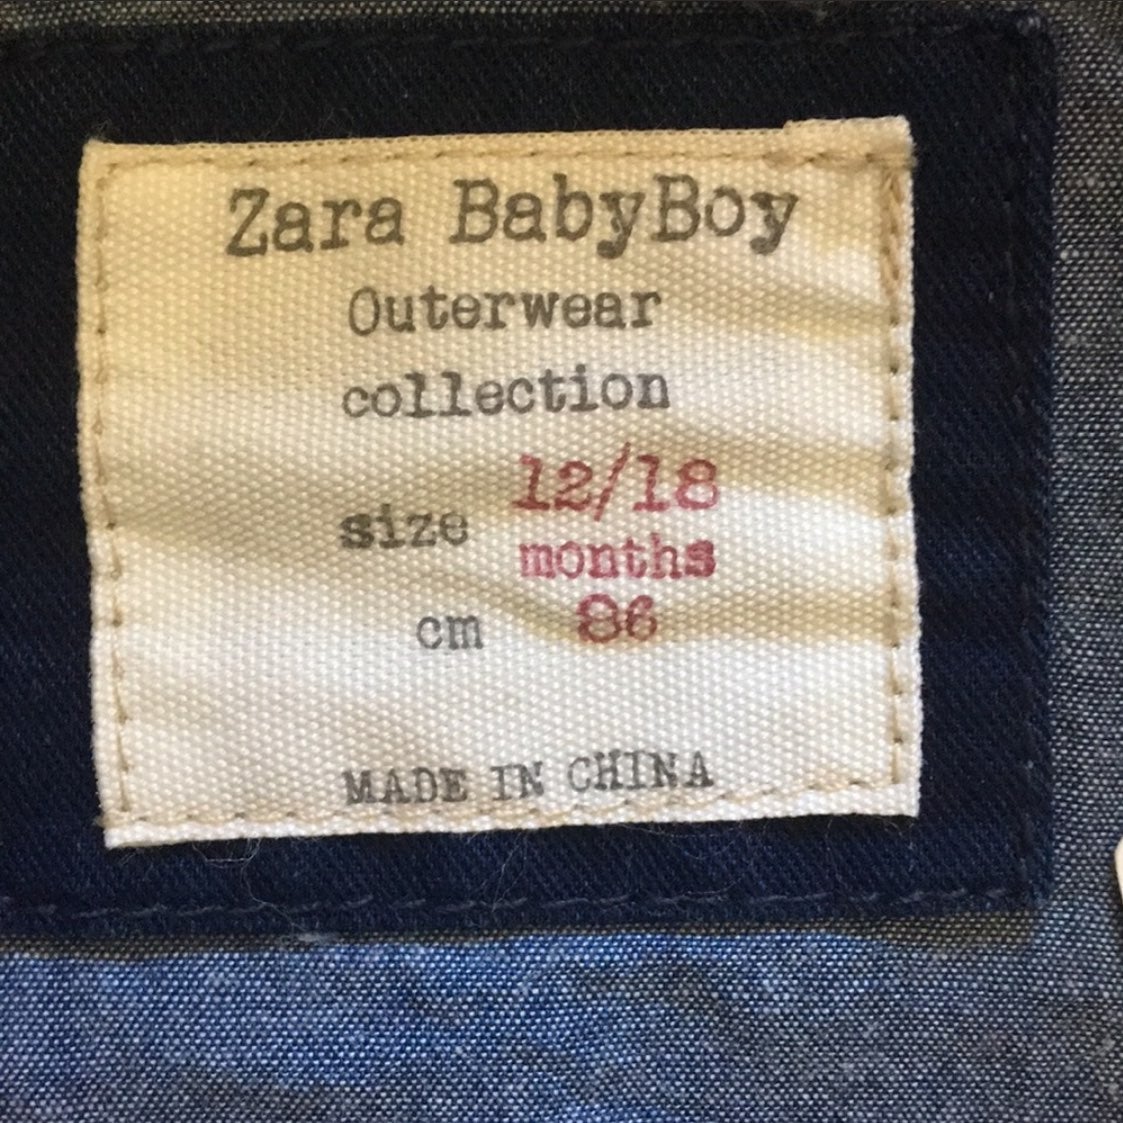 Zara BabyBoy
Outerwear
collection
size 12/18
months
cm 86
MADE IN CHINA